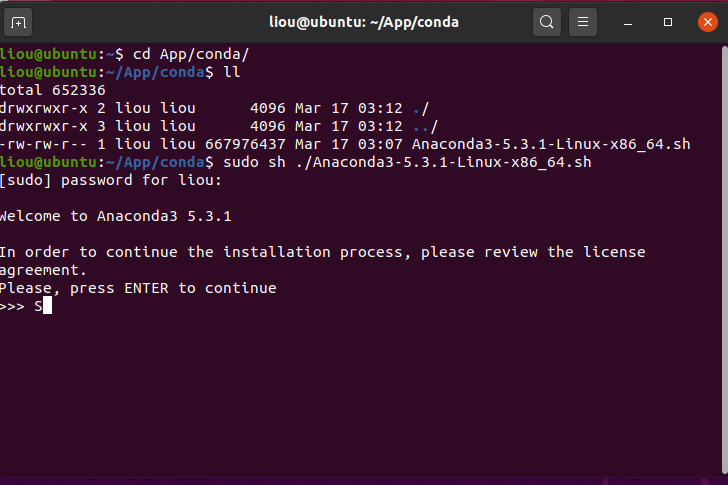 liou@ubuntu: ~/App/conda
liou@ubuntu:~$ cd App/conda/
liou@ubuntu:~/App/conda$ ll
total 652336
drwxrwxr-x 2 liou liou      4096 Mar 17 03:12 ./
drwxrwxr-x 3 liou liou      4096 Mar 17 03:12 ../
-rw-rw-r-- 1 liou liou 667976437 Mar 17 03:07 Anaconda3-5.3.1-Linux-x86_64.sh
liou@ubuntu:~/App/conda$ sudo sh ./Anaconda3-5.3.1-Linux-x86_64.sh
[sudo] password for liou:
Welcome to Anaconda3 5.3.1
In order to continue the installation process, please review the license
agreement.
Please, press ENTER to continue
>>> S